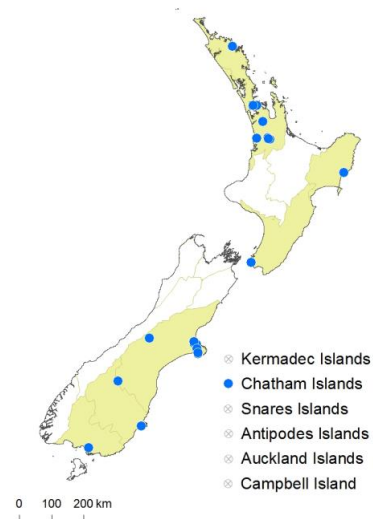 Kermadec Islands
Chatham Islands
Snares Islands
Antipodes Islands
Auckland Islands
Campbell Island
0 100 200 km